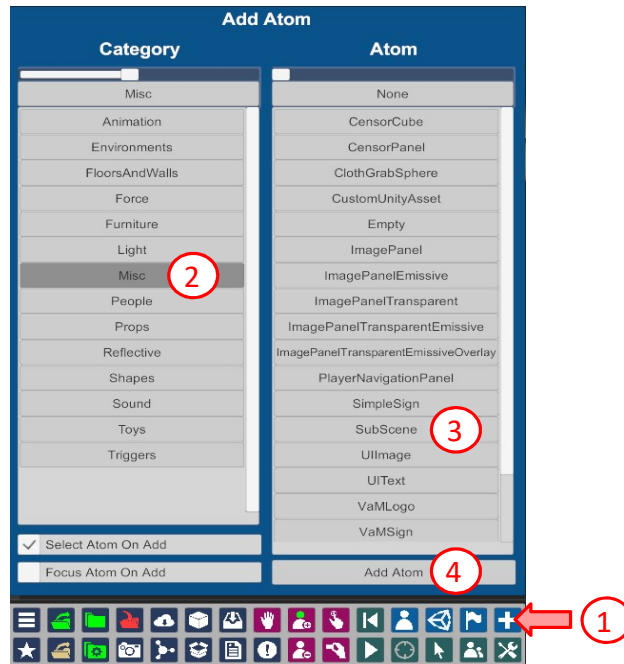 Add Atom
Category
Atom
Misc
None
Animation
Environments
FloorsAndWalls
Force
Furniture
Light
Misc
2
People
Props
Reflective
Shapes
Sound
Toys
Triggers
CensorCube
CensorPanel
ClothGrabSphere
CustomUnityAsset
Empty
ImagePanel
ImagePanelEmissive
ImagePanelTransparent
ImagePanelTransparentEmissive
ImagePanelTransparentEmissiveOverlay
PlayerNavigationPanel
SimpleSign
SubScene
3
UIImage
UIText
VaMLogo
VaMSign
Select Atom On Add
Focus Atom On Add
Add Atom
4
1